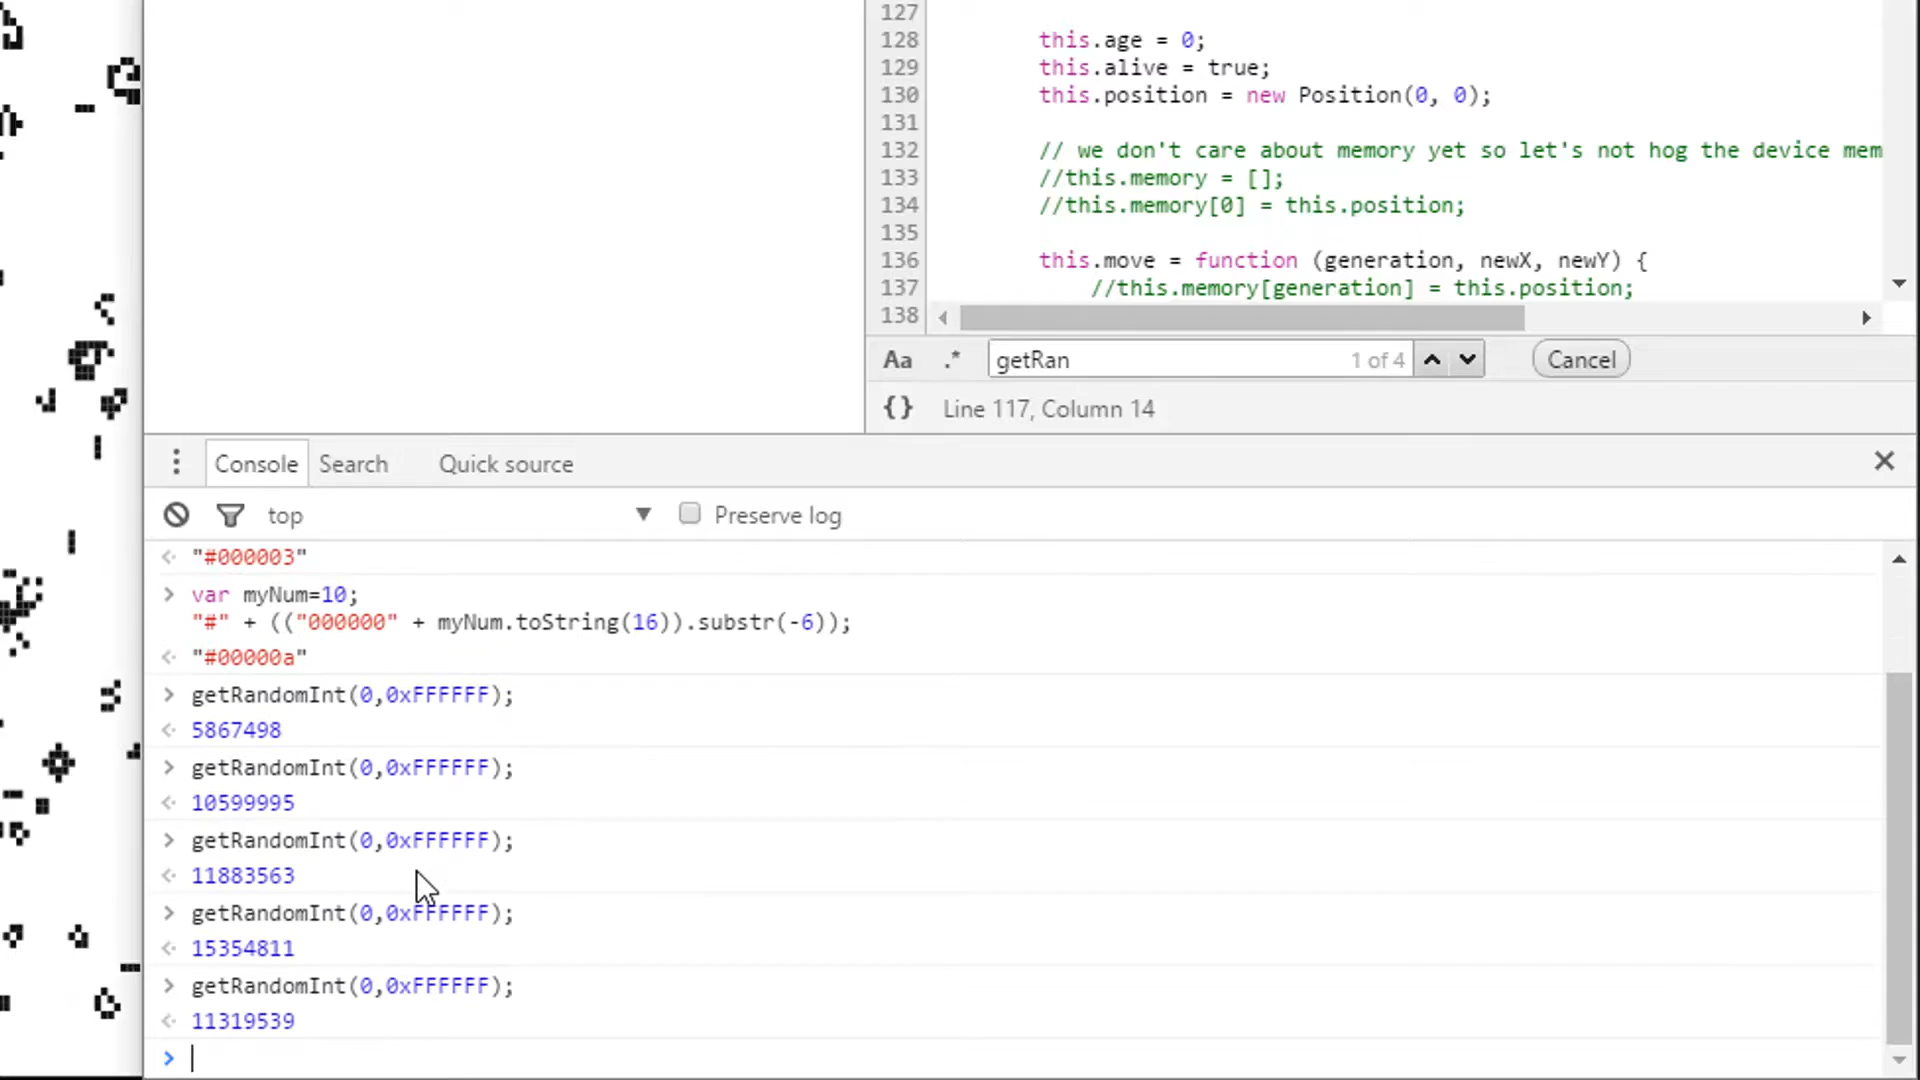 127
128 this.age = 0;
129 this.alive = true;
130 this.position = new Position(0, 0);
131
132 // we don't care about memory yet so let's not hog the device mem
133 //this.memory = [];
134 //this.memory[0] = this.position;
135
136 this.move = function (generation, newX, newY) {
137 //this.memory[generation] = this.position;
138
Aa .* getRan 1 of 4 Cancel
{} Line 117, Column 14
Console Search Quick source
top Preserve log
"#000003"
var myNum=10;
"#" + (("000000" + myNum.toString(16)).substr(-6));
"#00000a"
getRandomInt(0,0xFFFFFF);
5867498
getRandomInt(0,0xFFFFFF);
10599995
getRandomInt(0,0xFFFFFF);
11883563
getRandomInt(0,0xFFFFFF);
15354811
getRandomInt(0,0xFFFFFF);
11319539